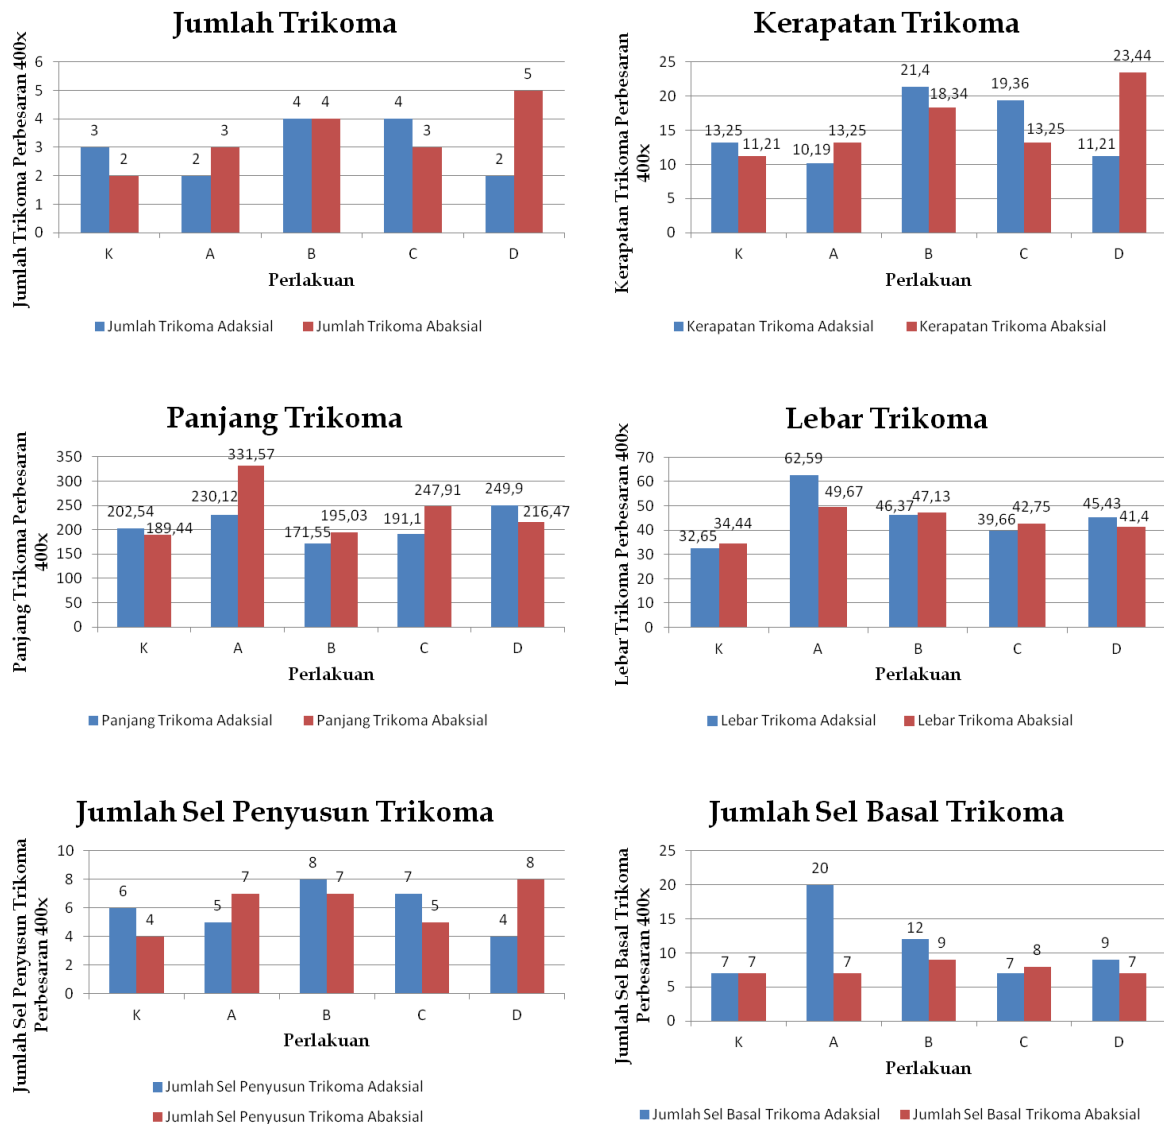 Jumlah Trikoma
Jumlah Trikoma Perbesaran 400x
6
5
4
3
2
1
0
3
2
2
3
4
4
4
3
2
5
K
A
B
C
D
Perlakuan
Jumlah Trikoma Adaksial
Jumlah Trikoma Abaksial
Kerapatan Trikoma
Kerapatan Trikoma Perbesaran
400x
25
20
15
10
5
0
13,25
11,21
10,19
13,25
21,4
18,34
19,36
13,25
11,21
23,44
K
A
B
C
D
Perlakuan
Kerapatan Trikoma Adaksial
Kerapatan Trikoma Abaksial
Panjang Trikoma
Panjang Trikoma Perbesaran
400x
350
300
250
200
150
100
50
0
202,54
189,44
230,12
331,57
171,55
195,03
191,1
247,91
249,9
216,47
K
A
B
C
D
Perlakuan
Panjang Trikoma Adaksial
Panjang Trikoma Abaksial
Lebar Trikoma
Lebar Trikoma Perbesaran 400x
70
60
50
40
30
20
10
0
32,65
34,44
62,59
49,67
46,37
47,13
39,66
42,75
45,43
41,4
K
A
B
C
D
Perlakuan
Lebar Trikoma Adaksial
Lebar Trikoma Abaksial
Jumlah Sel Penyusun Trikoma
Jumlah Sel Penyusun Trikoma
Perbesaran 400x
10
8
6
4
2
0
6
4
5
7
8
7
7
5
4
8
K
A
B
C
D
Perlakuan
Jumlah Sel Penyusun Trikoma Adaksial
Jumlah Sel Penyusun Trikoma Abaksial
Jumlah Sel Basal Trikoma
Jumlah Sel Basal Trikoma
Perbesaran 400x
25
20
15
10
5
0
7
7
20
7
12
9
7
8
9
7
K
A
B
C
D
Perlakuan
Jumlah Sel Basal Trikoma Adaksial
Jumlah Sel Basal Trikoma Abaksial